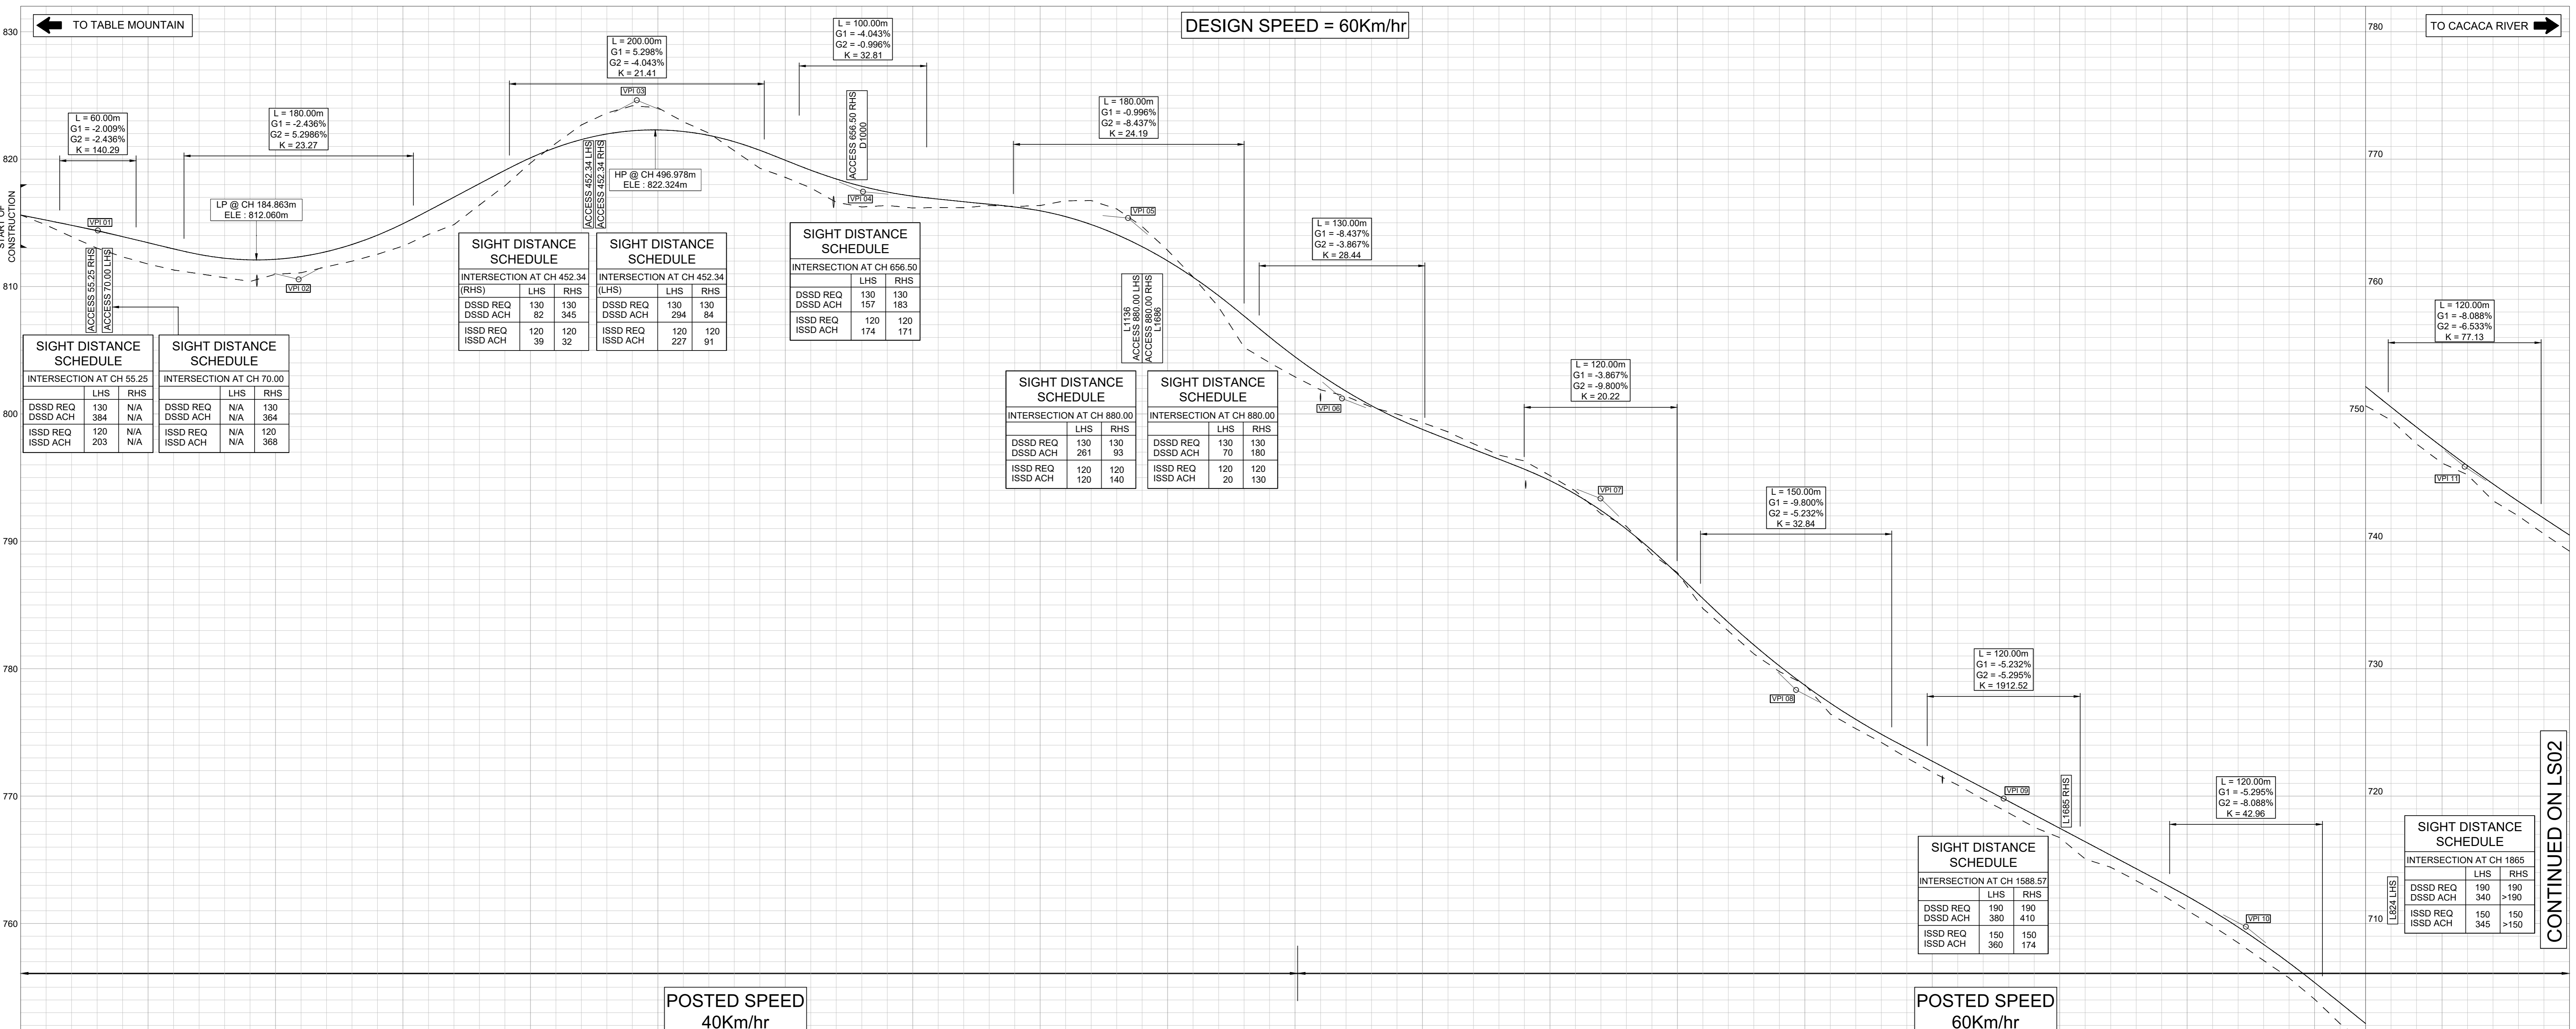 TO TABLE MOUNTAIN
DESIGN SPEED = 60Km/hr
TO CACACA RIVER
830
820
810
800
790
780
770
760
START OF
CONSTRUCTION
L = 60.00m
G1 = -2.009%
G2 = -2.436%
K = 140.29
VPI 01
ACCESS 55.25 RHS
ACCESS 70.00 LHS
SIGHT DISTANCE
SCHEDULE
INTERSECTION AT CH 55.25
LHS RHS
DSSD REQ 130 N/A
DSSD ACH 384 N/A
ISSD REQ 120 N/A
ISSD ACH 203 N/A
SIGHT DISTANCE
SCHEDULE
INTERSECTION AT CH 70.00
LHS RHS
DSSD REQ N/A 130
DSSD ACH N/A 364
ISSD REQ N/A 120
ISSD ACH N/A 368
L = 180.00m
G1 = -2.436%
G2 = 5.2986%
K = 23.27
LP @ CH 184.863m
ELE : 812.060m
VPI 02
L = 200.00m
G1 = 5.298%
G2 = -4.043%
K = 21.41
VPI 03
ACCESS 452.34 LHS
ACCESS 452.34 RHS
HP @ CH 496.978m
ELE : 822.324m
SIGHT DISTANCE
SCHEDULE
INTERSECTION AT CH 452.34
(RHS) LHS RHS
DSSD REQ 130 130
DSSD ACH 82 345
ISSD REQ 120 120
ISSD ACH 39 32
SIGHT DISTANCE
SCHEDULE
INTERSECTION AT CH 452.34
(LHS) LHS RHS
DSSD REQ 130 130
DSSD ACH 294 84
ISSD REQ 120 120
ISSD ACH 227 91
L = 100.00m
G1 = -4.043%
G2 = -0.996%
K = 32.81
ACCESS 656.50 RHS
D1000
VPI 04
SIGHT DISTANCE
SCHEDULE
INTERSECTION AT CH 656.50
LHS RHS
DSSD REQ 130 130
DSSD ACH 157 183
ISSD REQ 120 120
ISSD ACH 174 171
L = 180.00m
G1 = -0.996%
G2 = -8.437%
K = 24.19
VPI 05
L1136
ACCESS 880.00 LHS
ACCESS 880.00 RHS
L1686
SIGHT DISTANCE
SCHEDULE
INTERSECTION AT CH 880.00
LHS RHS
DSSD REQ 130 130
DSSD ACH 261 93
ISSD REQ 120 120
ISSD ACH 120 140
SIGHT DISTANCE
SCHEDULE
INTERSECTION AT CH 880.00
LHS RHS
DSSD REQ 130 130
DSSD ACH 70 180
ISSD REQ 120 120
ISSD ACH 20 130
L = 130.00m
G1 = -8.437%
G2 = -3.867%
K = 28.44
VPI 06
L = 120.00m
G1 = -3.867%
G2 = -9.800%
K = 20.22
VPI 07
L = 150.00m
G1 = -9.800%
G2 = -5.232%
K = 32.84
VPI 08
L = 120.00m
G1 = -5.232%
G2 = -5.295%
K = 1912.52
VPI 09
L1685 RHS
SIGHT DISTANCE
SCHEDULE
INTERSECTION AT CH 1588.57
LHS RHS
DSSD REQ 190 190
DSSD ACH 380 410
ISSD REQ 150 150
ISSD ACH 360 174
L = 120.00m
G1 = -5.295%
G2 = -8.088%
K = 42.96
VPI 10
780
770
760
750
740
730
720
710
L = 120.00m
G1 = -8.088%
G2 = -6.533%
K = 77.13
VPI 11
L824 LHS
SIGHT DISTANCE
SCHEDULE
INTERSECTION AT CH 1865
LHS RHS
DSSD REQ 190 190
DSSD ACH 340 >190
ISSD REQ 150 150
ISSD ACH 345 >150
CONTINUED ON LS02
POSTED SPEED
40Km/hr
POSTED SPEED
60Km/hr